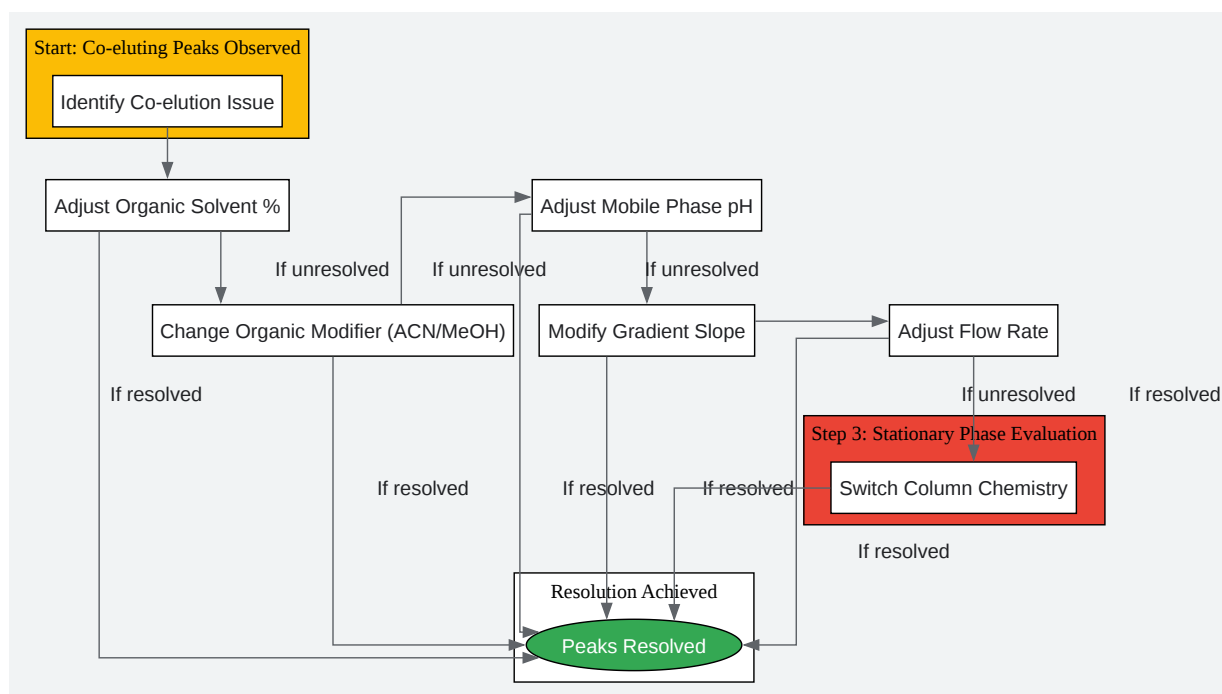 Start: Co-eluting Peaks Observed
Identify Co-elution Issue
Adjust Organic Solvent %
Adjust Mobile Phase pH
If unresolved
If unresolved
If unresolved
Change Organic Modifier (ACN/MeOH)
Modify Gradient Slope
Adjust Flow Rate
If resolved
If unresolved
If resolved
Step 3: Stationary Phase Evaluation
If resolved
If resolved
If resolved
Switch Column Chemistry
If resolved
Resolution Achieved
Peaks Resolved